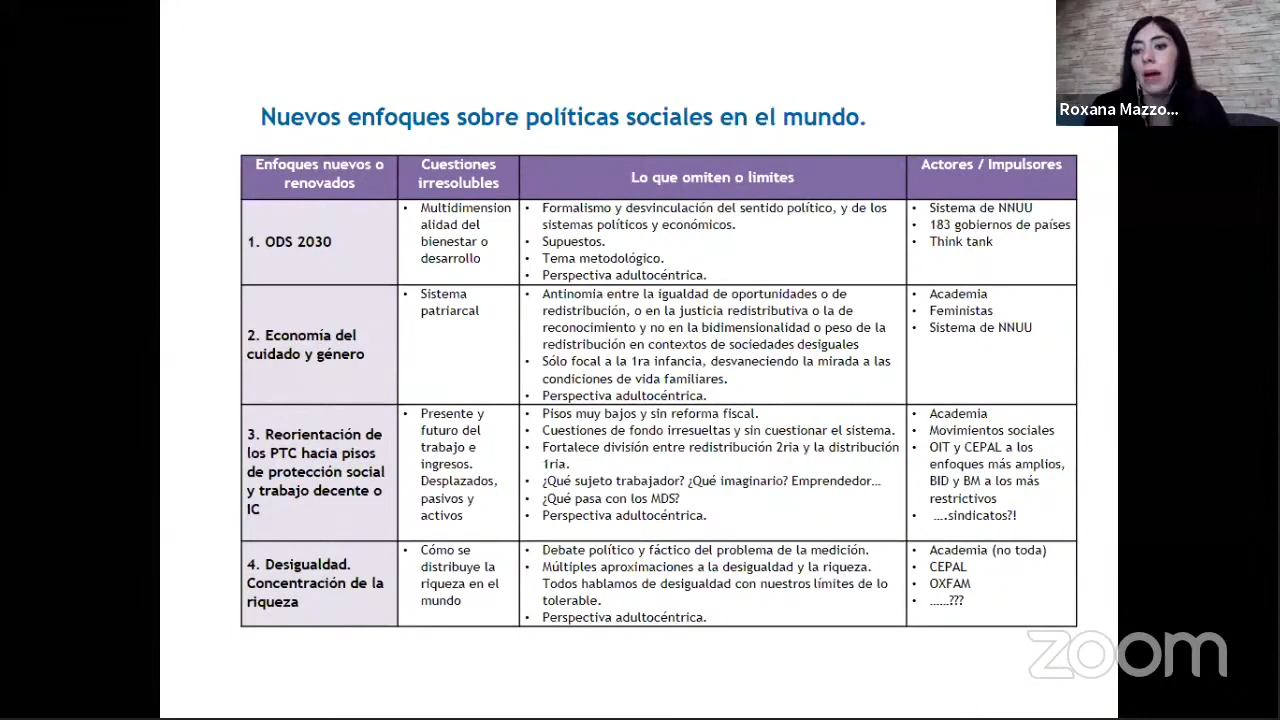 Nuevos enfoques sobre políticas sociales en el mundo.
Roxana Mazzo...
Enfoques nuevos o
renovados
Cuestiones
irresolubles
Lo que omiten o limites
Actores / Impulsores
1. ODS 2030
• Multidimension
alidad del
bienestar o
desarrollo
• Formalismo y desvinculación del sentido político, y de los
sistemas políticos y económicos.
• Supuestos.
• Tema metodológico.
• Perspectiva adultocéntrica.
• Sistema de NNUU
• 183 gobiernos de países
• Think tank
2. Economía del
cuidado y género
• Sistema
patriarcal
• Antinomia entre la igualdad de oportunidades o de
redistribución, o en la justicia redistributiva o la de
reconocimiento y no en la bidimensionalidad o peso de la
redistribución en contextos de sociedades desiguales
• Sólo focal a la 1ra infancia, desvaneciendo la mirada a las
condiciones de vida familiares.
• Perspectiva adultocéntrica.
• Academia
• Feministas
• Sistema de NNUU
3. Reorientación de
los PTC hacia pisos
de protección social
y trabajo decente o
IC
• Presente y
futuro del
trabajo e
ingresos.
Desplazados,
pasivos y
activos
• Pisos muy bajos y sin reforma fiscal.
• Cuestiones de fondo irresueltas y sin cuestionar el sistema.
• Fortalece división entre redistribución 2ria y la distribución
1ria.
• ¿Qué sujeto trabajador? ¿Qué imaginario? Emprendedor...
• ¿Qué pasa con los MDS?
• Perspectiva adultocéntrica.
• Academia
• Movimientos sociales
• OIT y CEPAL a los
enfoques más amplios,
BID y BM a los más
restrictivos
• ....sindicatos?!
4. Desigualdad.
Concentración de la
riqueza
• Cómo se
distribuye la
riqueza en el
mundo
• Debate político y fáctico del problema de la medición.
• Múltiples aproximaciones a la desigualdad y la riqueza.
Todos hablamos de desigualdad con nuestros límites de lo
tolerable.
• Perspectiva adultocéntrica.
• Academia (no toda)
• CEPAL
• OXFAM
• ......???
zoom